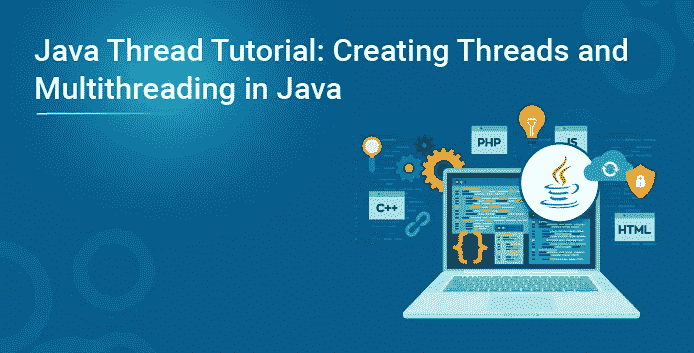 Java Thread Tutorial: Creating Threads and
Multithreading in Java
PHP
JS
C++
HTML